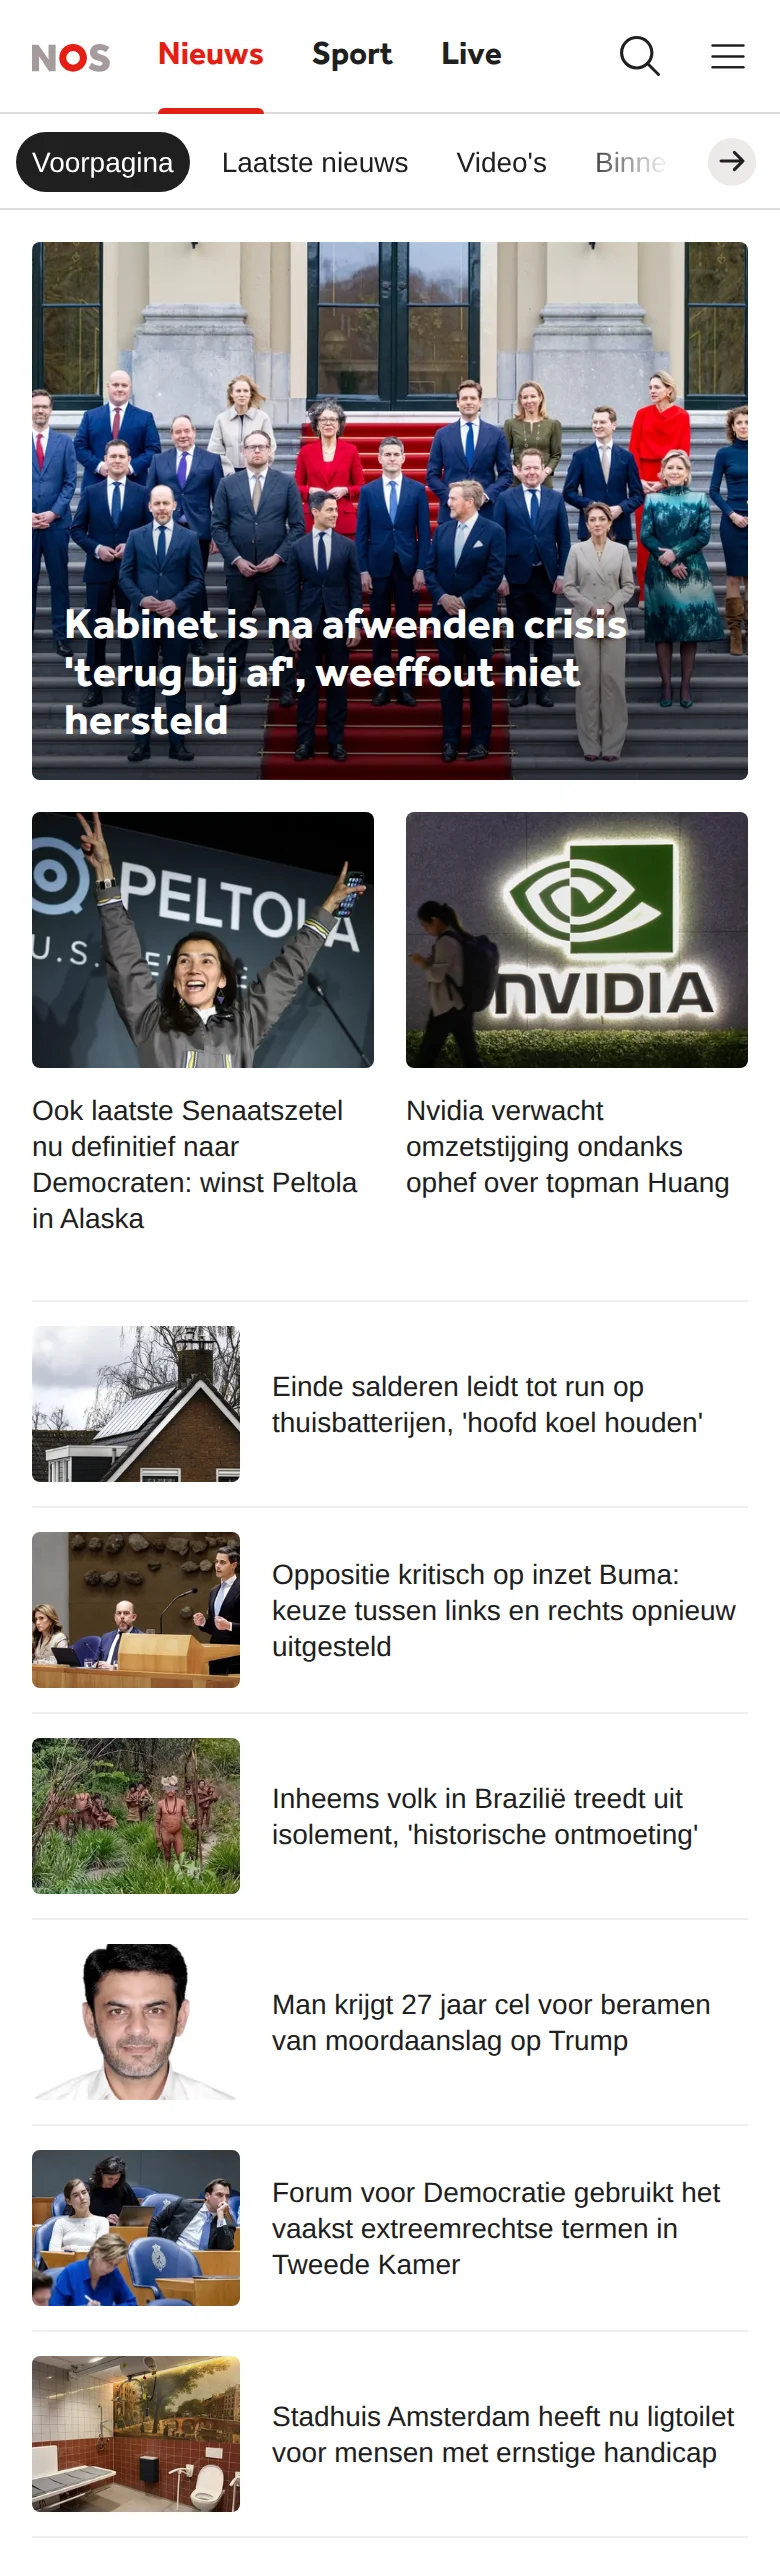 NOS Nieuws Sport Live
Voorpagina Laatste nieuws Video's Binne
Kabinet is na afwenden crisis
'terug bij af', weeffout niet
hersteld
PELTOLA
U.S.
NVIDIA
Ook laatste Senaatszetel
nu definitief naar
Democraten: winst Peltola
in Alaska
Nvidia verwacht
omzetstijging ondanks
ophef over topman Huang
Einde salderen leidt tot run op
thuisbatterijen, 'hoofd koel houden'
Oppositie kritisch op inzet Buma:
keuze tussen links en rechts opnieuw
uitgesteld
Inheems volk in Brazilië treedt uit
isolement, 'historische ontmoeting'
Man krijgt 27 jaar cel voor beramen
van moordaanslag op Trump
Forum voor Democratie gebruikt het
vaakst extreemrechtse termen in
Tweede Kamer
Stadhuis Amsterdam heeft nu ligtoilet
voor mensen met ernstige handicap